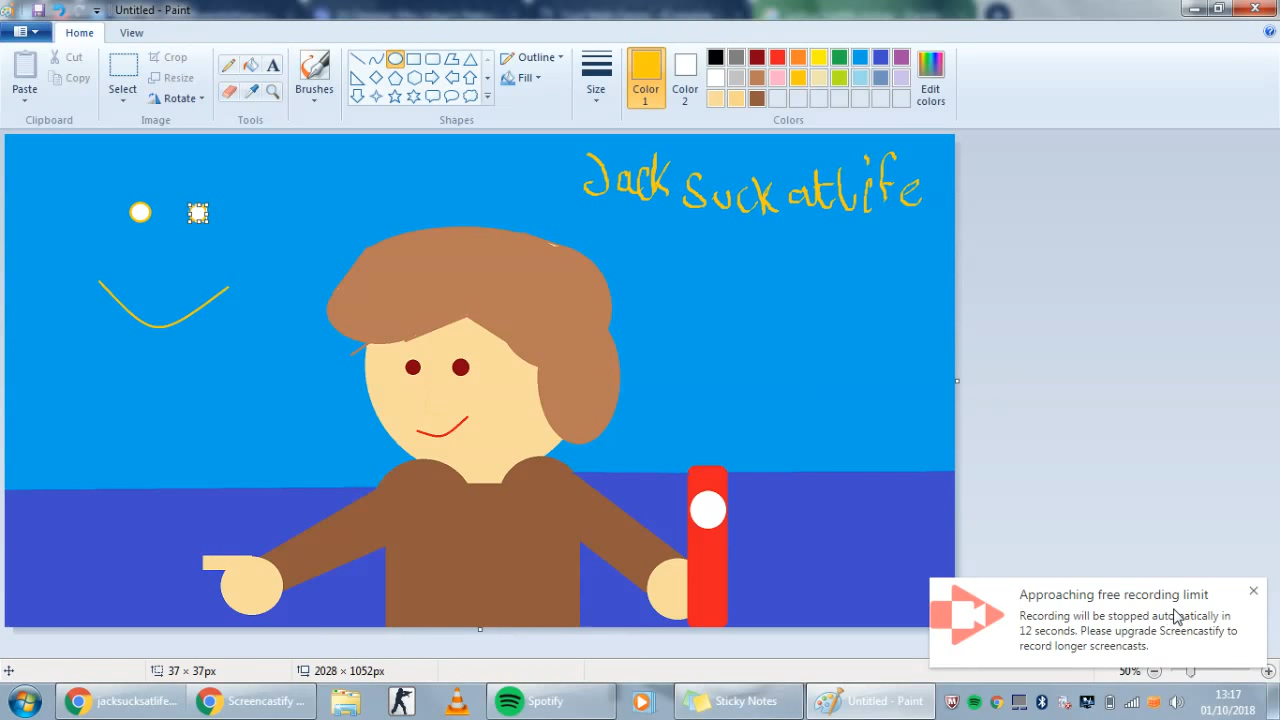 Untitled - Paint
Home
View
Paste
Cut
Copy
Clipboard
Select
Crop
Resize
Rotate
Image
A
Tools
Brushes
Shapes
Outline
Fill
Size
Color 1
Color 2
Edit colors
Colors
Jack suckatlife
Approaching free recording limit
Recording will be stopped automatically in
12 seconds. Please upgrade Screencastify to
record longer screencasts.
37 × 37px
2028 × 1052px
50%
jacksucksatlife...
Screencastify ...
Spotify
Sticky Notes
Untitled - Paint
13:17
01/10/2018